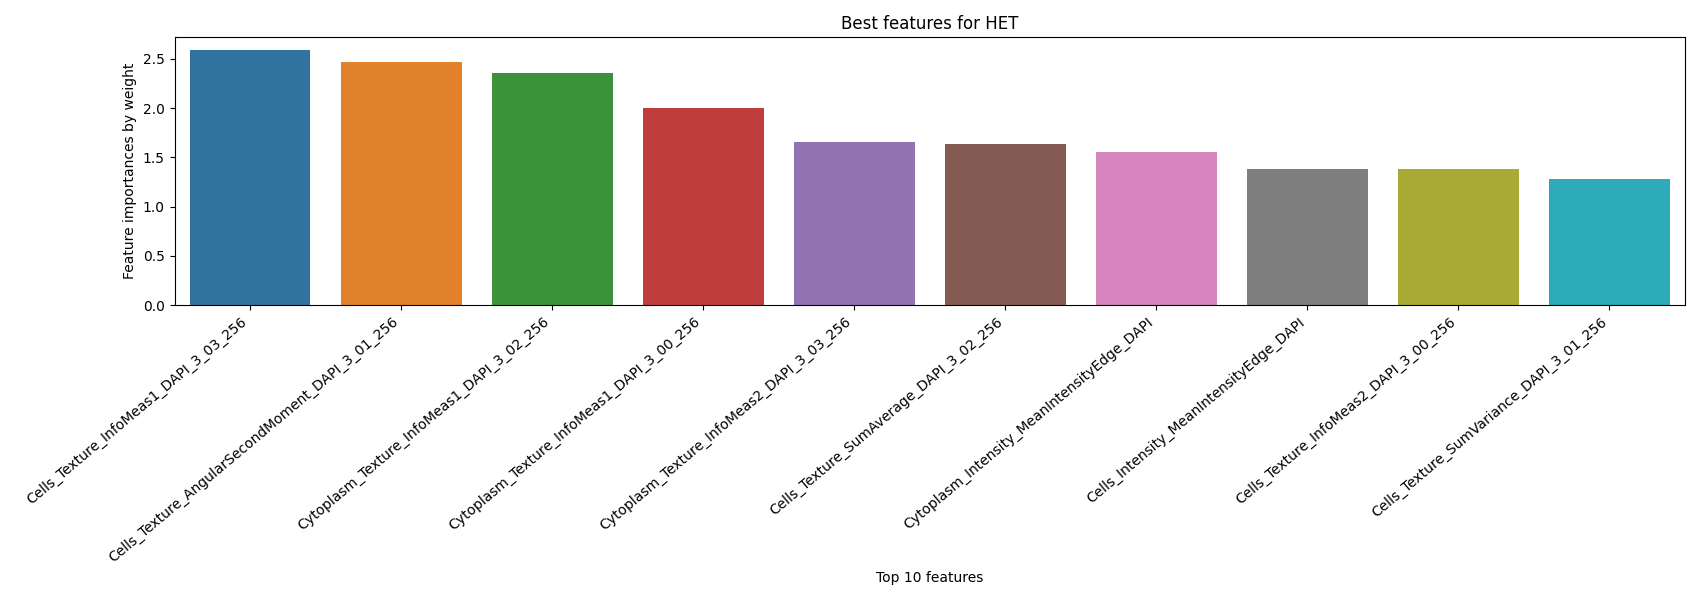 Best features for HET
Feature importances by weight
2.5
2.0
1.5
1.0
0.5
0.0
Cells_Texture_InfoMeas1_DAPI_3_03_256
Cells_Texture_AngularSecondMoment_DAPI_3_01_256
Cytoplasm_Texture_InfoMeas1_DAPI_3_02_256
Cytoplasm_Texture_InfoMeas1_DAPI_3_00_256
Cytoplasm_Texture_InfoMeas2_DAPI_3_03_256
Cells_Texture_SumAverage_DAPI_3_02_256
Cytoplasm_Intensity_MeanIntensityEdge_DAPI
Cells_Intensity_MeanIntensityEdge_DAPI
Cells_Texture_InfoMeas2_DAPI_3_00_256
Cells_Texture_SumVariance_DAPI_3_01_256
Top 10 features